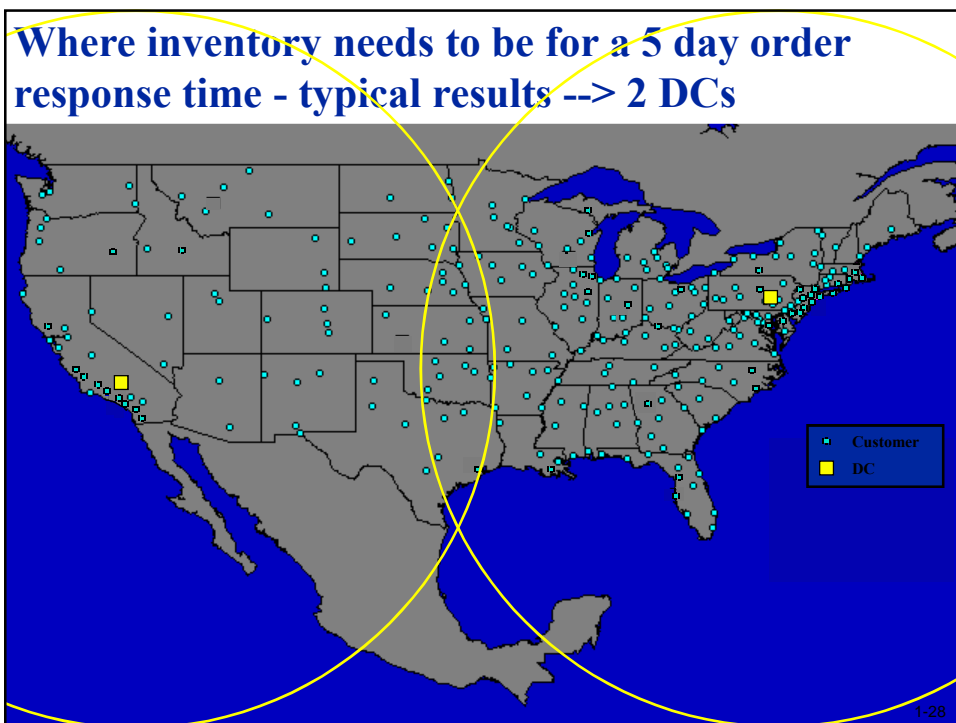 Where inventory needs to be for a 5 day order
response time - typical results --> 2 DCs
Customer
DC
1-28